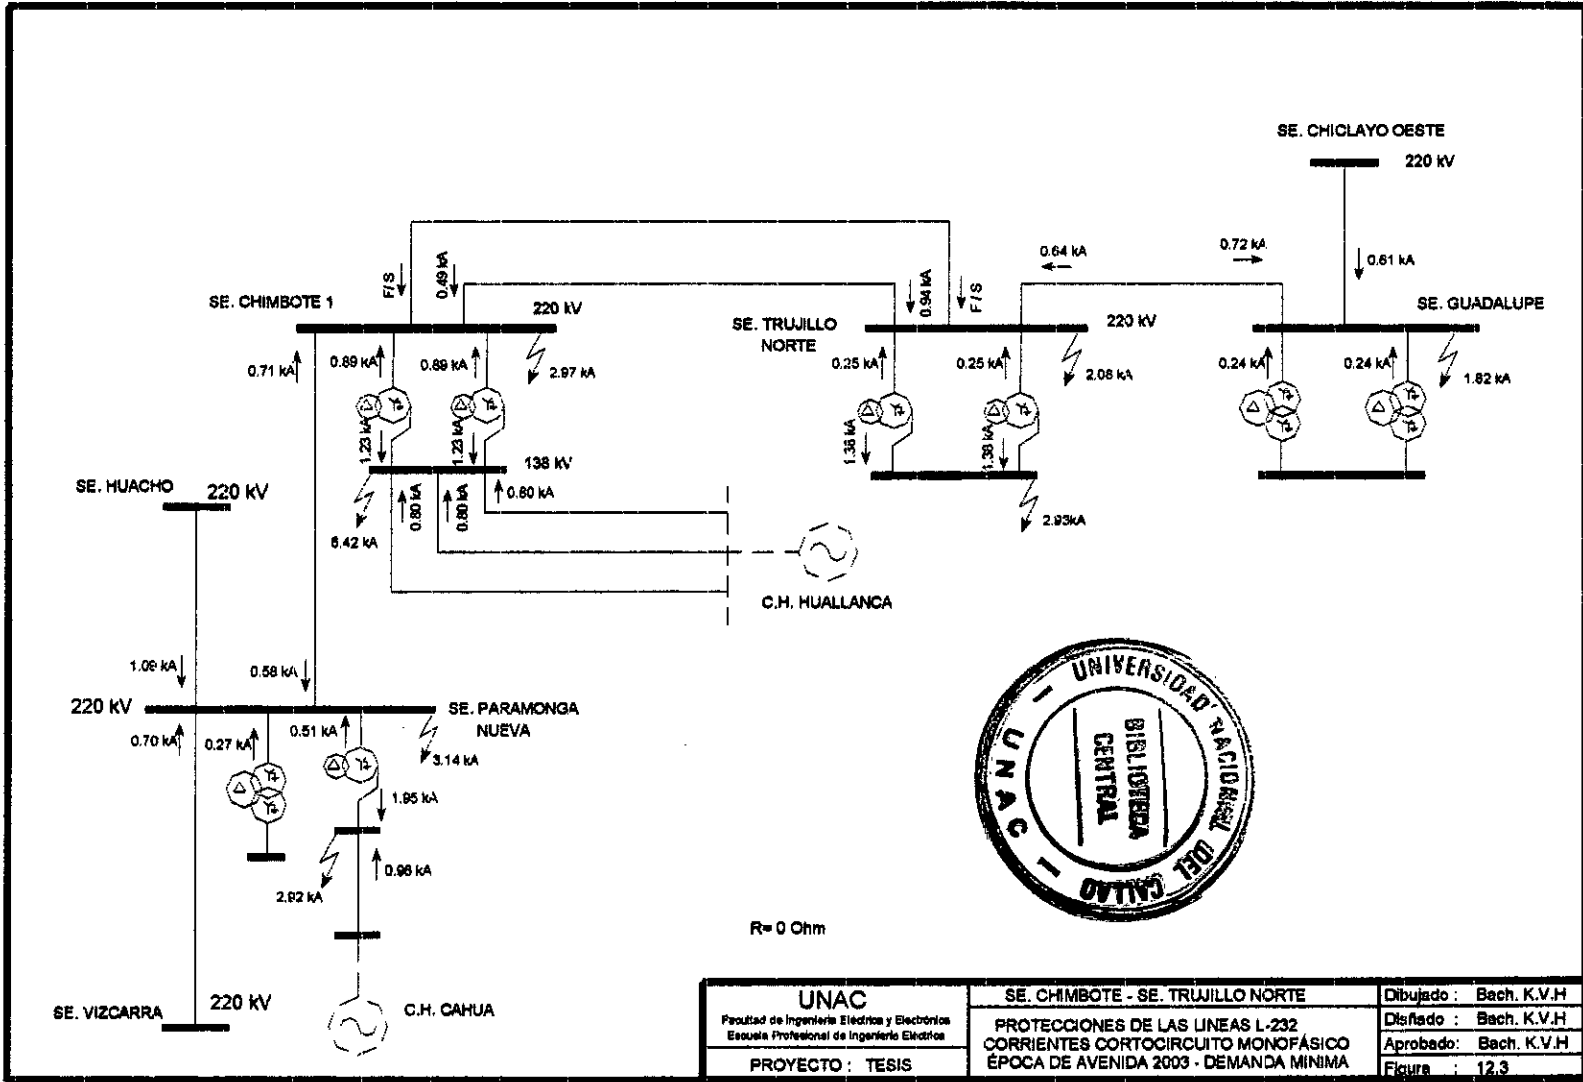 SE. CHICLAYO OESTE
220 kV
0.64 kA
0.72 kA
0.61 kA
F/S
0.49 kA
0.94 kA
F/S
SE. CHIMBOTE 1
220 kV
SE. TRUJILLO
NORTE
220 kV
SE. GUADALUPE
0.71 kA
0.89 kA
0.89 kA
2.97 kA
0.25 kA
0.25 kA
2.08 kA
0.24 kA
0.24 kA
1.82 kA
1.23 kA
1.23 kA
1.38 kA
1.38 kA
138 kV
SE. HUACHO
220 kV
0.80 kA
0.80 kA
0.80 kA
6.42 kA
2.93kA
C.H. HUALLANCA
1.09 kA
0.58 kA
220 kV
SE. PARAMONGA
NUEVA
0.70 kA
0.27 kA
0.51 kA
3.14 kA
1.95 kA
0.98 kA
2.92 kA
UNIVERSIDAD NACIONAL DEL CALLAO
UNAC
BIBLIOTECA
CENTRAL
R= 0 Ohm
SE. VIZCARRA
220 kV
C.H. CAHUA
UNAC
Facultad de Ingeniería Eléctrica y Electrónica
Escuela Profesional de Ingeniería Eléctrica
PROYECTO : TESIS
SE. CHIMBOTE - SE. TRUJILLO NORTE
PROTECCIONES DE LAS LINEAS L-232
CORRIENTES CORTOCIRCUITO MONOFÁSICO
ÉPOCA DE AVENIDA 2003 - DEMANDA MINIMA
Dibujado : Bach. K.V.H
Disñado : Bach. K.V.H
Aprobado: Bach. K.V.H
Figura : 12.3